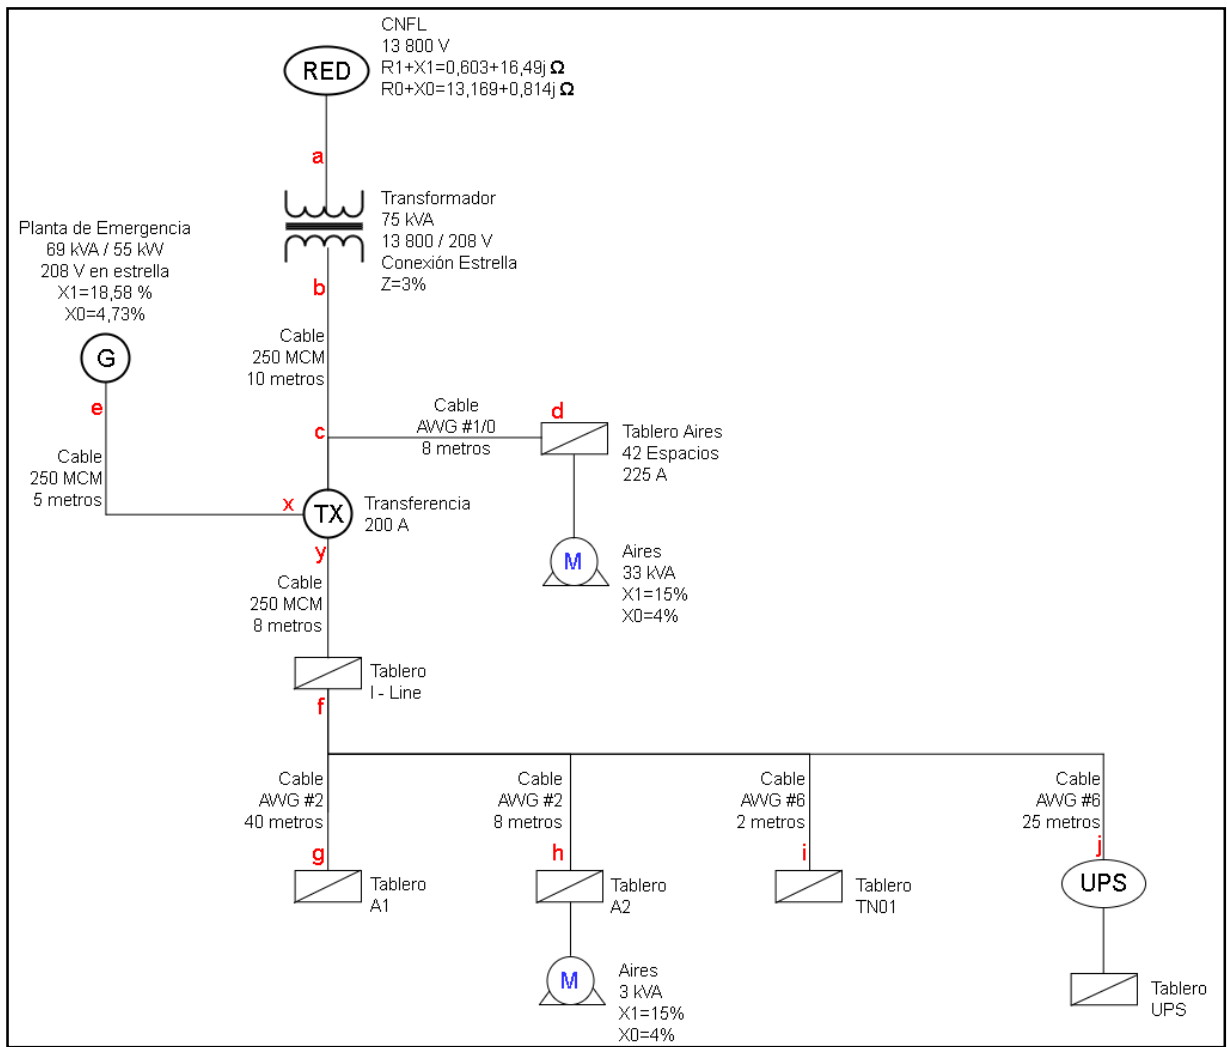 CNFL
13 800 V
R1+X1=0,603+16,49j Ω
R0+X0=13,169+0,814j Ω
RED
a
Transformador
75 kVA
13 800 / 208 V
Conexión Estrella
Z=3%
Planta de Emergencia
69 kVA / 55 kW
208 V en estrella
X1=18,58 %
X0=4,73%
G
e
b
Cable
250 MCM
10 metros
c
Cable
AWG #1/0
8 metros
d
Tablero Aires
42 Espacios
225 A
Cable
250 MCM
5 metros
x
TX
Transferencia
200 A
y
M
Aires
33 kVA
X1=15%
X0=4%
Cable
250 MCM
8 metros
Tablero
I - Line
f
Cable
AWG #2
40 metros
g
Tablero
A1
Cable
AWG #2
8 metros
h
Tablero
A2
Cable
AWG #6
2 metros
i
Tablero
TN01
Cable
AWG #6
25 metros
j
UPS
M
Aires
3 kVA
X1=15%
X0=4%
Tablero
UPS